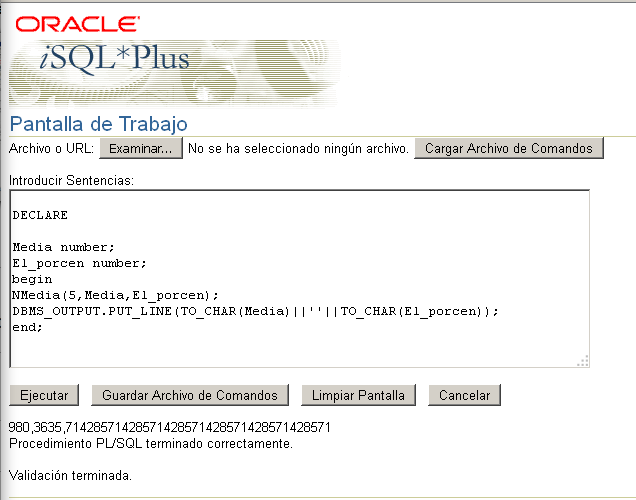 ORACLE
iSQL*Plus
Pantalla de Trabajo
Archivo o URL: Examinar... No se ha seleccionado ningún archivo. Cargar Archivo de Comandos
Introducir Sentencias:
DECLARE
Media number;
El_porcen number;
begin
NMedia(5,Media,El_porcen);
DBMS_OUTPUT.PUT_LINE(TO_CHAR(Media)||''||TO_CHAR(El_porcen));
end;
Ejecutar Guardar Archivo de Comandos Limpiar Pantalla Cancelar
980,3635,71428571428571428571428571428571428571
Procedimiento PL/SQL terminado correctamente.
Validación terminada.